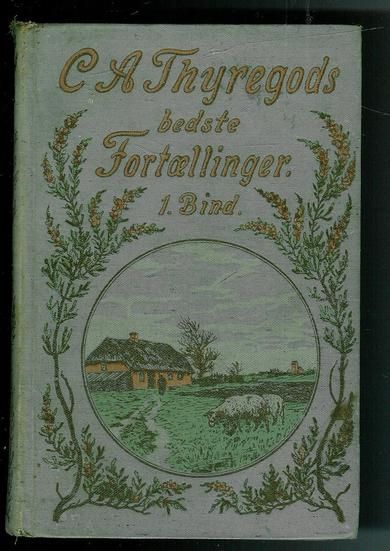 C A Thyregods
bedste
Fortællinger.
1. Bind.